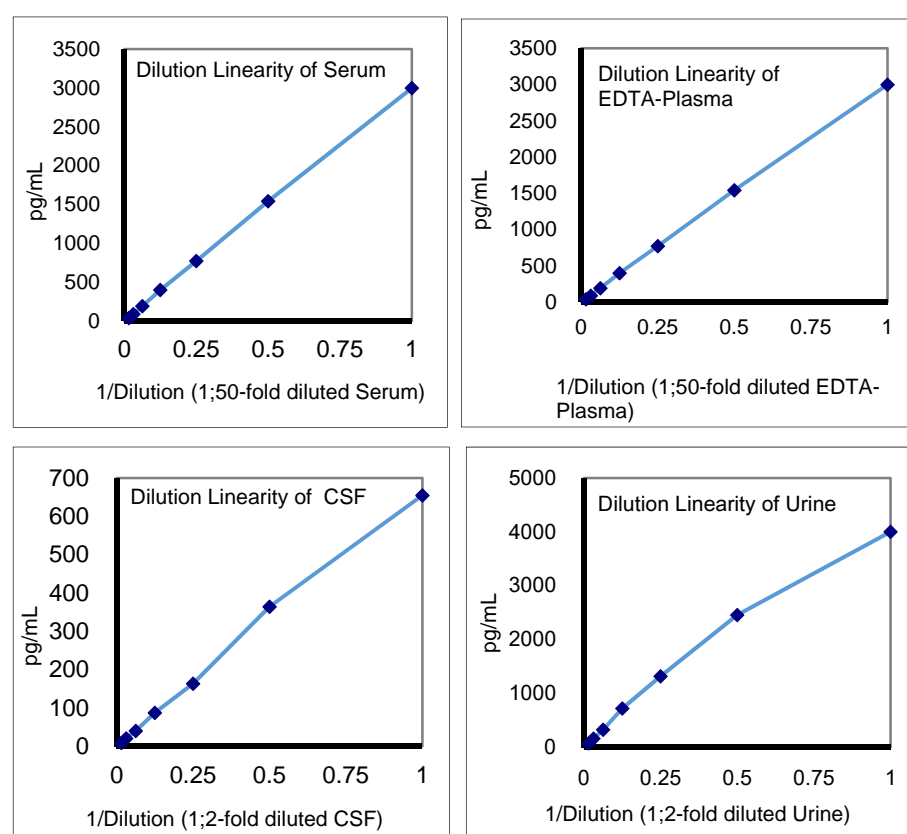 Dilution Linearity of Serum
3500
3000
2500
2000
1500
1000
500
0
pg/mL
0 0.25 0.5 0.75 1
1/Dilution (1;50-fold diluted Serum)
Dilution Linearity of
EDTA-Plasma
3500
3000
2500
2000
1500
1000
500
0
pg/mL
0 0.25 0.5 0.75 1
1/Dilution (1;50-fold diluted EDTA-
Plasma)
Dilution Linearity of CSF
700
600
500
400
300
200
100
0
pg/mL
0 0.25 0.5 0.75 1
1/Dilution (1;2-fold diluted CSF)
Dilution Linearity of Urine
5000
4000
3000
2000
1000
0
pg/mL
0 0.25 0.5 0.75 1
1/Dilution (1;2-fold diluted Urine)